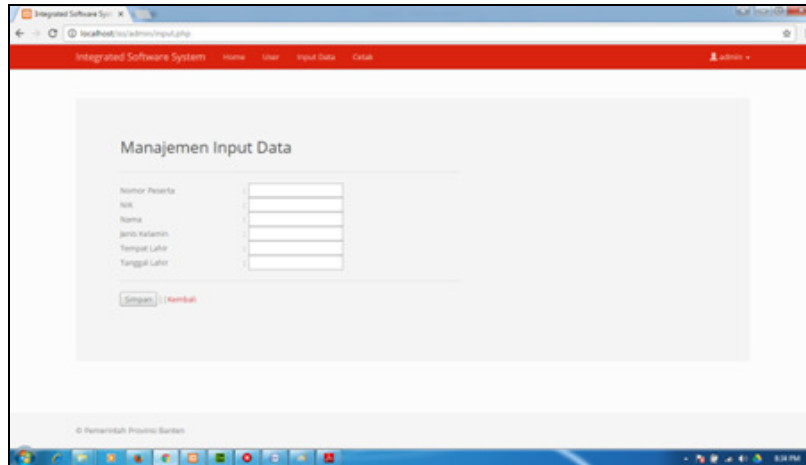 Integrated Software Sys
localhost/iss/admin/input.php
Integrated Software System Home User Input Data Cetak admin
Manajemen Input Data
Nomor Peserta :
NIK :
Nama :
Jenis Kelamin :
Tempat Lahir :
Tanggal Lahir :
Simpan | | Kembali
© Pemerintah Provinsi Banten
8:24 PM